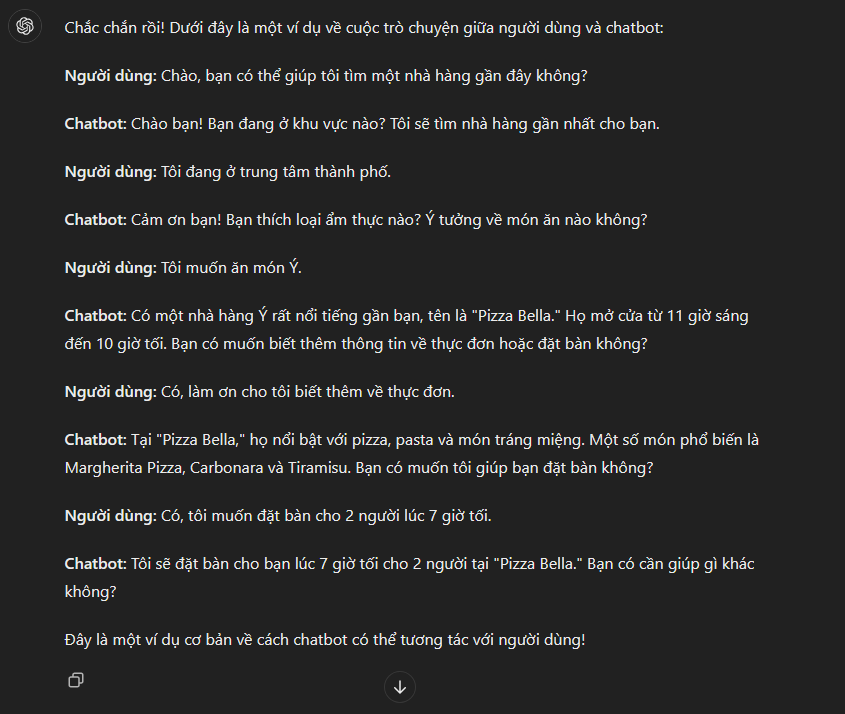 Chắc chắn rồi! Dưới đây là một ví dụ về cuộc trò chuyện giữa người dùng và chatbot:
Người dùng: Chào, bạn có thể giúp tôi tìm một nhà hàng gần đây không?
Chatbot: Chào bạn! Bạn đang ở khu vực nào? Tôi sẽ tìm nhà hàng gần nhất cho bạn.
Người dùng: Tôi đang ở trung tâm thành phố.
Chatbot: Cảm ơn bạn! Bạn thích loại ẩm thực nào? Ý tưởng về món ăn nào không?
Người dùng: Tôi muốn ăn món Ý.
Chatbot: Có một nhà hàng Ý rất nổi tiếng gần bạn, tên là "Pizza Bella." Họ mở cửa từ 11 giờ sáng
đến 10 giờ tối. Bạn có muốn biết thêm thông tin về thực đơn hoặc đặt bàn không?
Người dùng: Có, làm ơn cho tôi biết thêm về thực đơn.
Chatbot: Tại "Pizza Bella," họ nổi bật với pizza, pasta và món tráng miệng. Một số món phổ biến là
Margherita Pizza, Carbonara và Tiramisu. Bạn có muốn tôi giúp bạn đặt bàn không?
Người dùng: Có, tôi muốn đặt bàn cho 2 người lúc 7 giờ tối.
Chatbot: Tôi sẽ đặt bàn cho bạn lúc 7 giờ tối cho 2 người tại "Pizza Bella." Bạn có cần giúp gì khác
không?
Đây là một ví dụ cơ bản về cách chatbot có thể tương tác với người dùng!